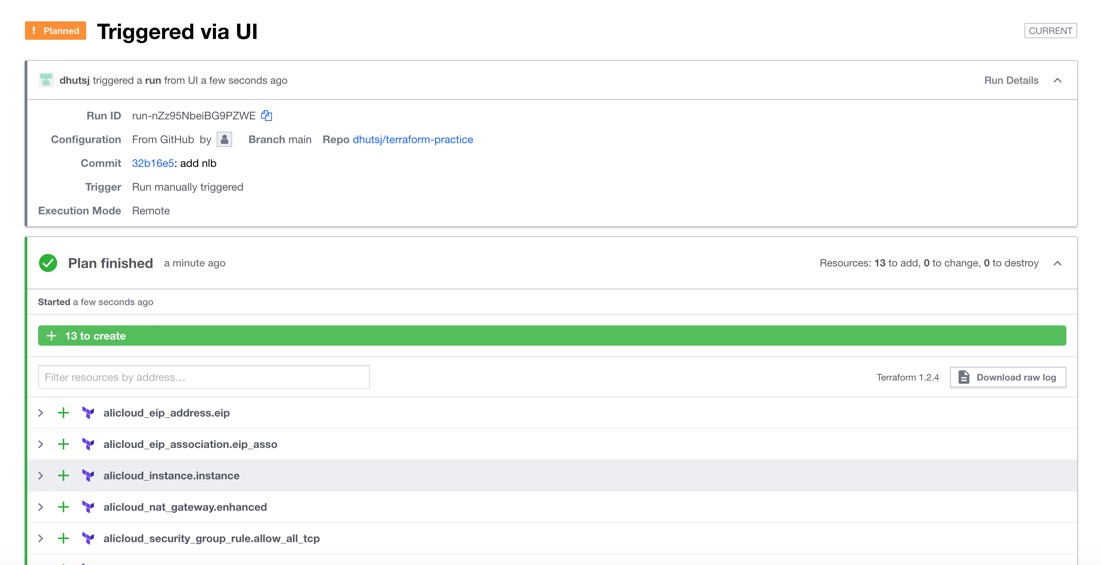 ! Planned Triggered via UI CURRENT
dhutsj triggered a run from UI a few seconds ago Run Details
Run ID run-nZz95NbeiBG9PZWE
Configuration From GitHub by Branch main Repo dhutsj/terraform-practice
Commit 32b16e5: add nlb
Trigger Run manually triggered
Execution Mode Remote
Plan finished a minute ago Resources: 13 to add, 0 to change, 0 to destroy
Started a few seconds ago
+ 13 to create
Filter resources by address... Terraform 1.2.4 Download raw log
+ alicloud_eip_address.eip
+ alicloud_eip_association.eip_asso
+ alicloud_instance.instance
+ alicloud_nat_gateway.enhanced
+ alicloud_security_group_rule.allow_all_tcp